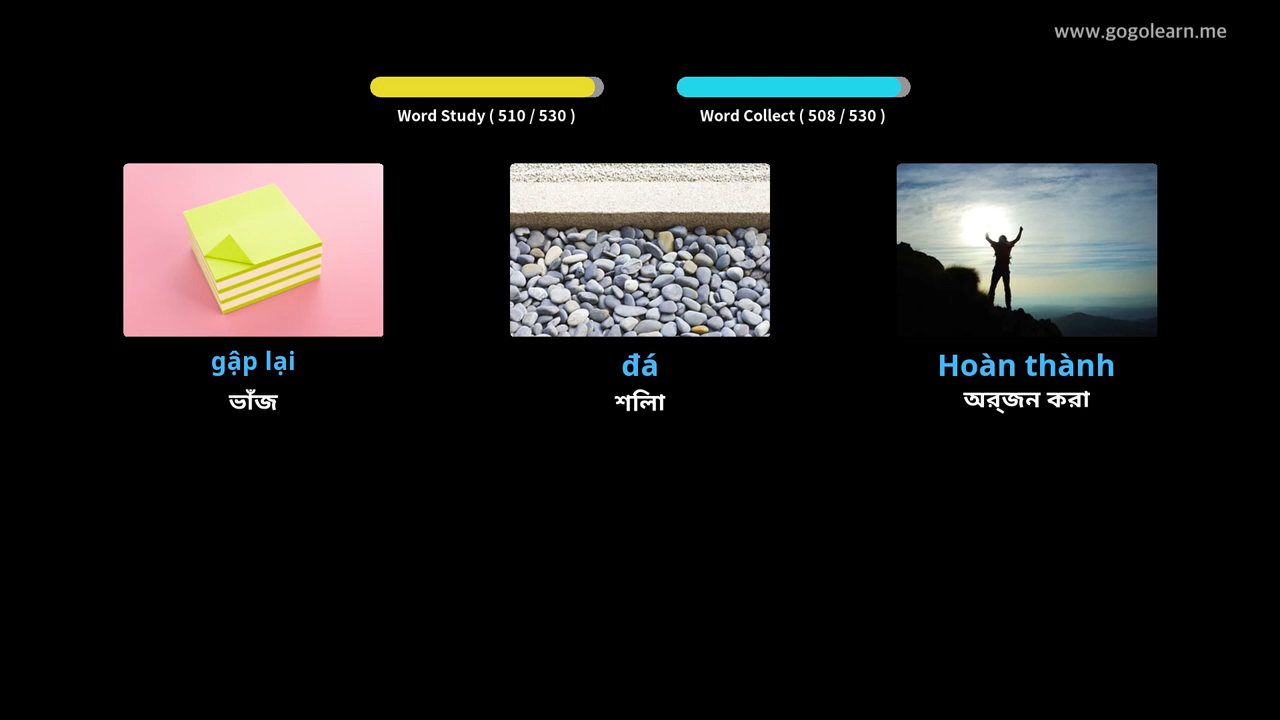 www.gogolearn.me
Word Study ( 510 / 530 )
Word Collect ( 508 / 530 )
gập lại
đá
Hoàn thành
ভাঁজ
শিলা
অর্জন করা